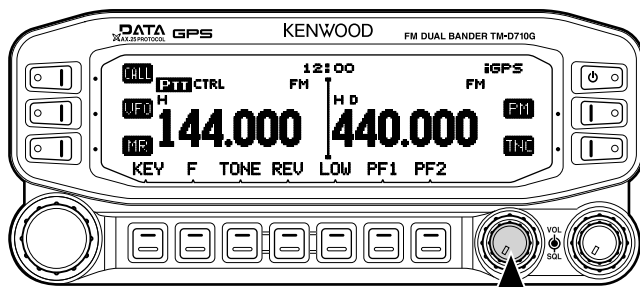 DATA GPS KENWOOD FM DUAL BANDER TM-D710G
AX.25 PROTOCOL
CALL 12:00 iGPS
PTT CTRL FM FM
VFO H H D PM
144.000 440.000
MR TNC
KEY F TONE REV LOW PF1 PF2
VOL
SQL